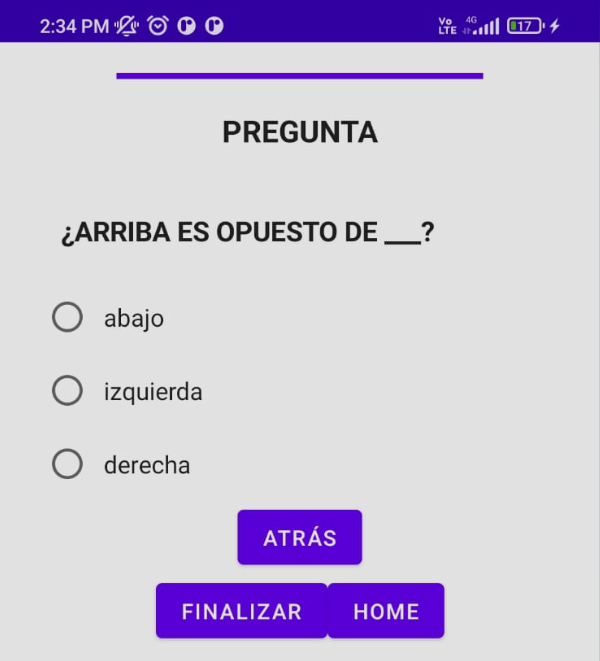 2:34 PM
Vo LTE 4G 17
PREGUNTA
¿ARRIBA ES OPUESTO DE ___?
abajo
izquierda
derecha
ATRÁS
FINALIZAR HOME